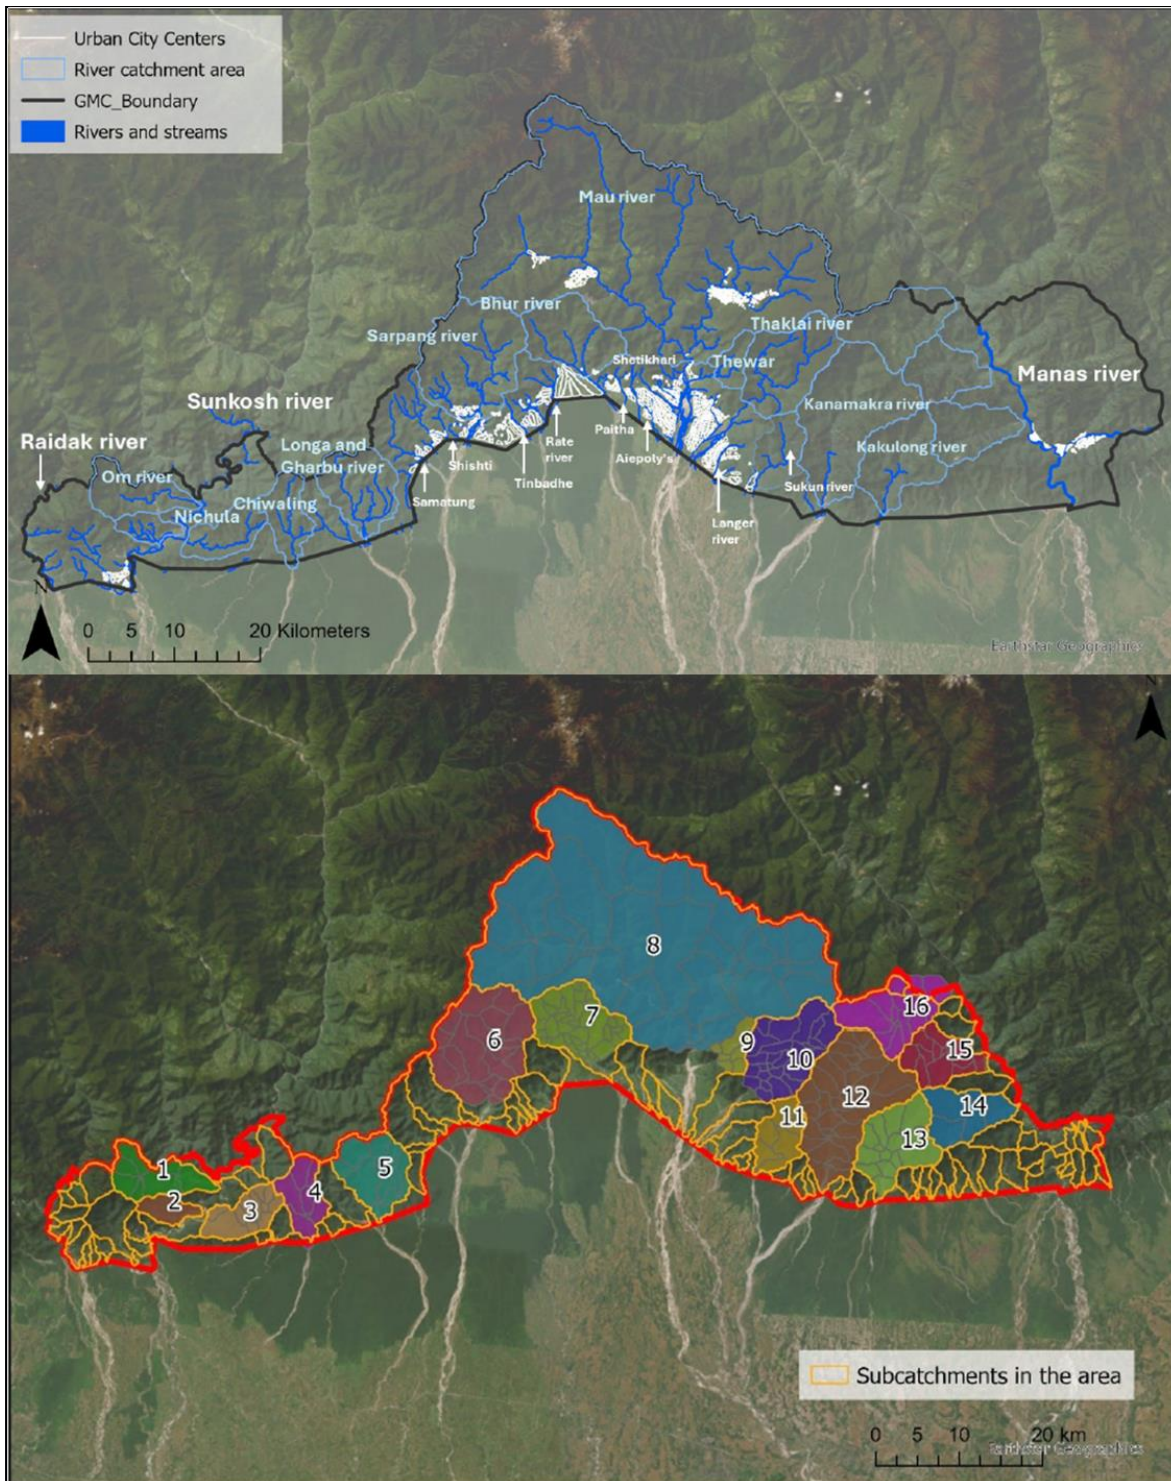 Urban City Centers
River catchment area
GMC_Boundary
Rivers and streams
Mau river
Bhur river
Sarpang river
Thaklai river
Shetikhari
Thewar
Manas river
Sunkosh river
Kanamakra river
Raidak river
Longa and
Gharbu river
Kakulong river
Om river
Chiwaling
Nichula
Samatung
Shishti
Tinbadhe
Rate
river
Paitha
Aiepoly's
Sukun river
Langer
river
N
0 5 10 20 Kilometers
Earthstar Geographics
N
8
7
6
9
10
16
15
12
11
14
13
1
2
3
4
5
Subcatchments in the area
0 5 10 20 km
Earthstar Geographics